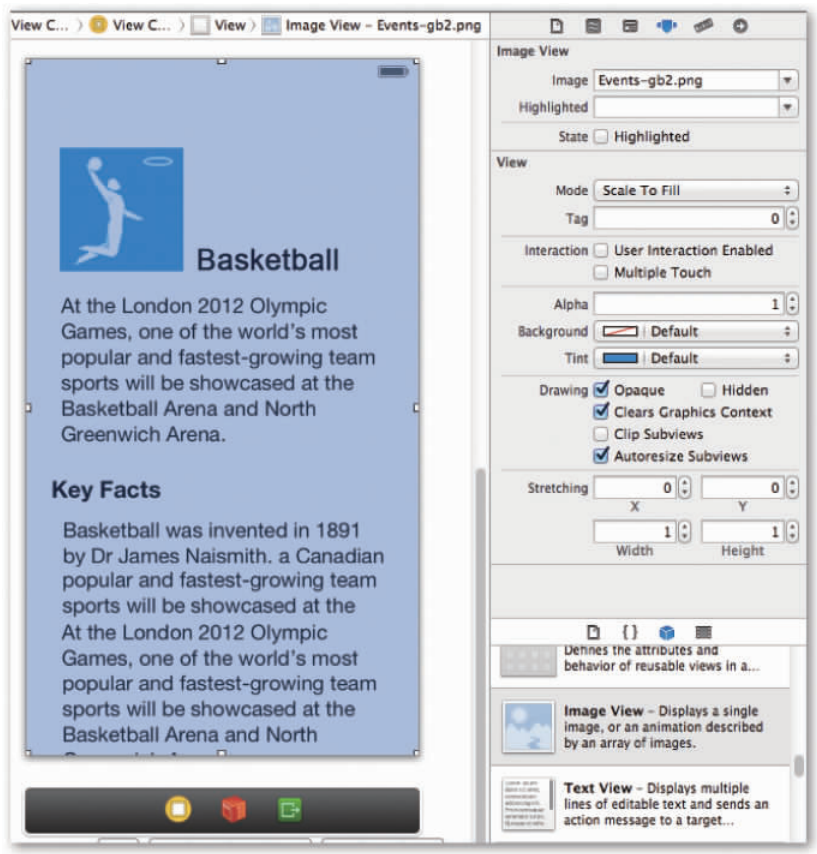 View C... 〉 View C... 〉 View 〉 Image View – Events-gb2.png
Basketball
At the London 2012 Olympic
Games, one of the world's most
popular and fastest-growing team
sports will be showcased at the
Basketball Arena and North
Greenwich Arena.
Key Facts
Basketball was invented in 1891
by Dr James Naismith. a Canadian
popular and fastest-growing team
sports will be showcased at the
At the London 2012 Olympic
Games, one of the world's most
popular and fastest-growing team
sports will be showcased at the
Basketball Arena and North
Image View
Image Events-gb2.png
Highlighted
State Highlighted
View
Mode Scale To Fill
Tag 0
Interaction User Interaction Enabled
Multiple Touch
Alpha 1
Background Default
Tint Default
Drawing Opaque Hidden
Clears Graphics Context
Clip Subviews
Autoresize Subviews
Stretching 0 0
X Y
1 1
Width Height
{ }
Defines the attributes and
behavior of reusable views in a...
Image View – Displays a single
image, or an animation described
by an array of images.
Text View – Displays multiple
lines of editable text and sends an
action message to a target...